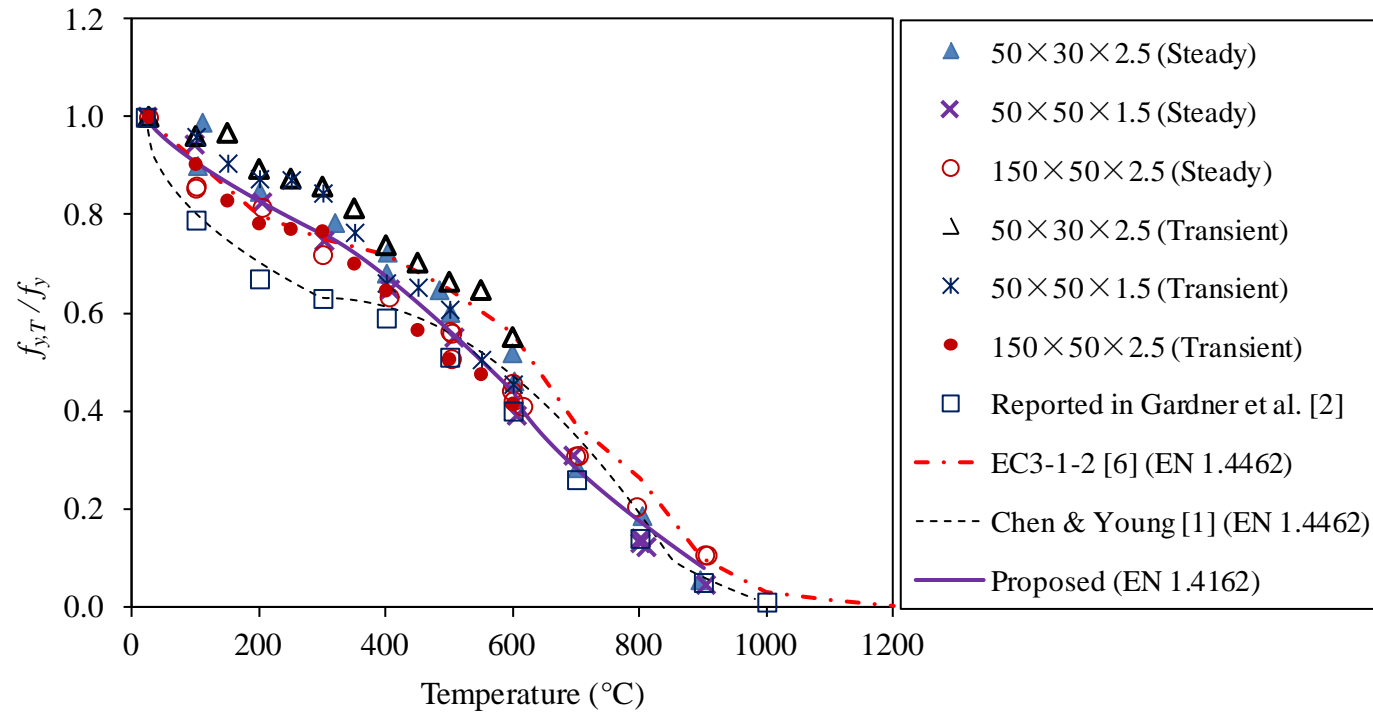 1.2
1.0
0.8
0.6
0.4
0.2
0.0
f_{y,T} / f_y
0 200 400 600 800 1000 1200
Temperature (°C)
50×30×2.5 (Steady)
50×50×1.5 (Steady)
150×50×2.5 (Steady)
50×30×2.5 (Transient)
50×50×1.5 (Transient)
150×50×2.5 (Transient)
Reported in Gardner et al. [2]
EC3-1-2 [6] (EN 1.4462)
Chen & Young [1] (EN 1.4462)
Proposed (EN 1.4162)